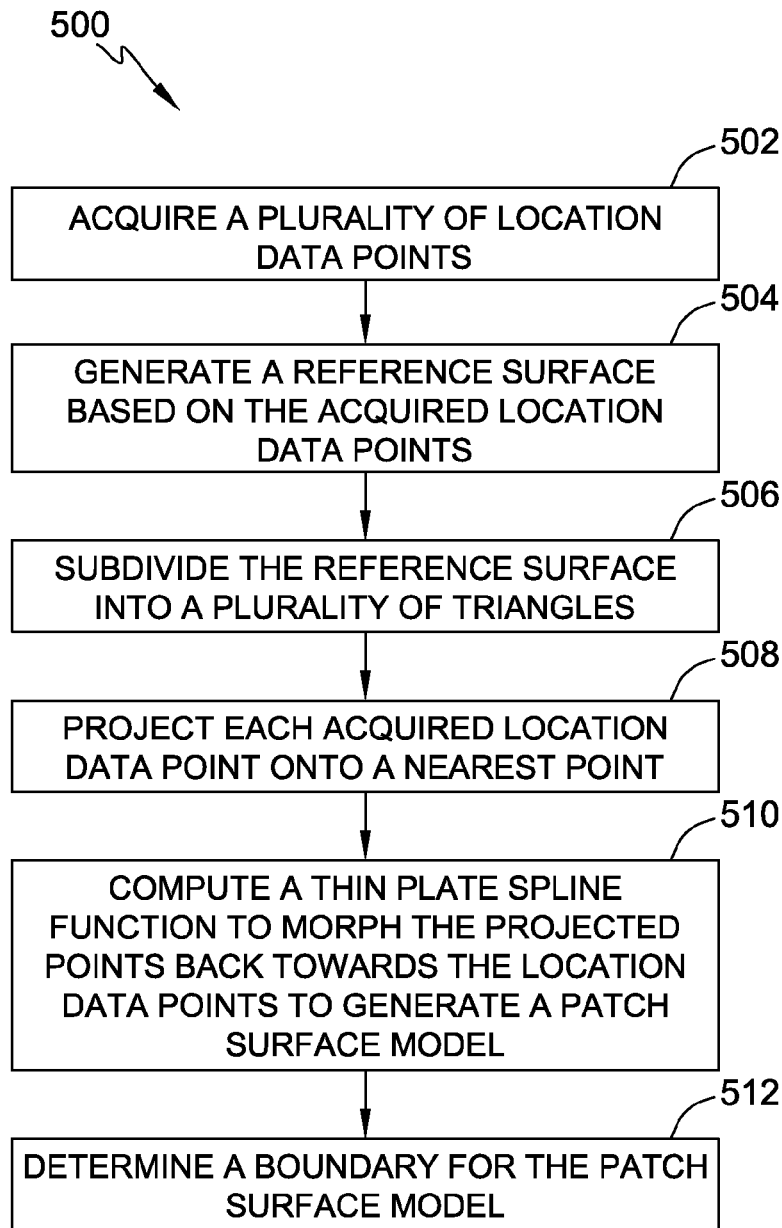 500
502
ACQUIRE A PLURALITY OF LOCATION
DATA POINTS
504
GENERATE A REFERENCE SURFACE
BASED ON THE ACQUIRED LOCATION
DATA POINTS
506
SUBDIVIDE THE REFERENCE SURFACE
INTO A PLURALITY OF TRIANGLES
508
PROJECT EACH ACQUIRED LOCATION
DATA POINT ONTO A NEAREST POINT
510
COMPUTE A THIN PLATE SPLINE
FUNCTION TO MORPH THE PROJECTED
POINTS BACK TOWARDS THE LOCATION
DATA POINTS TO GENERATE A PATCH
SURFACE MODEL
512
DETERMINE A BOUNDARY FOR THE PATCH
SURFACE MODEL